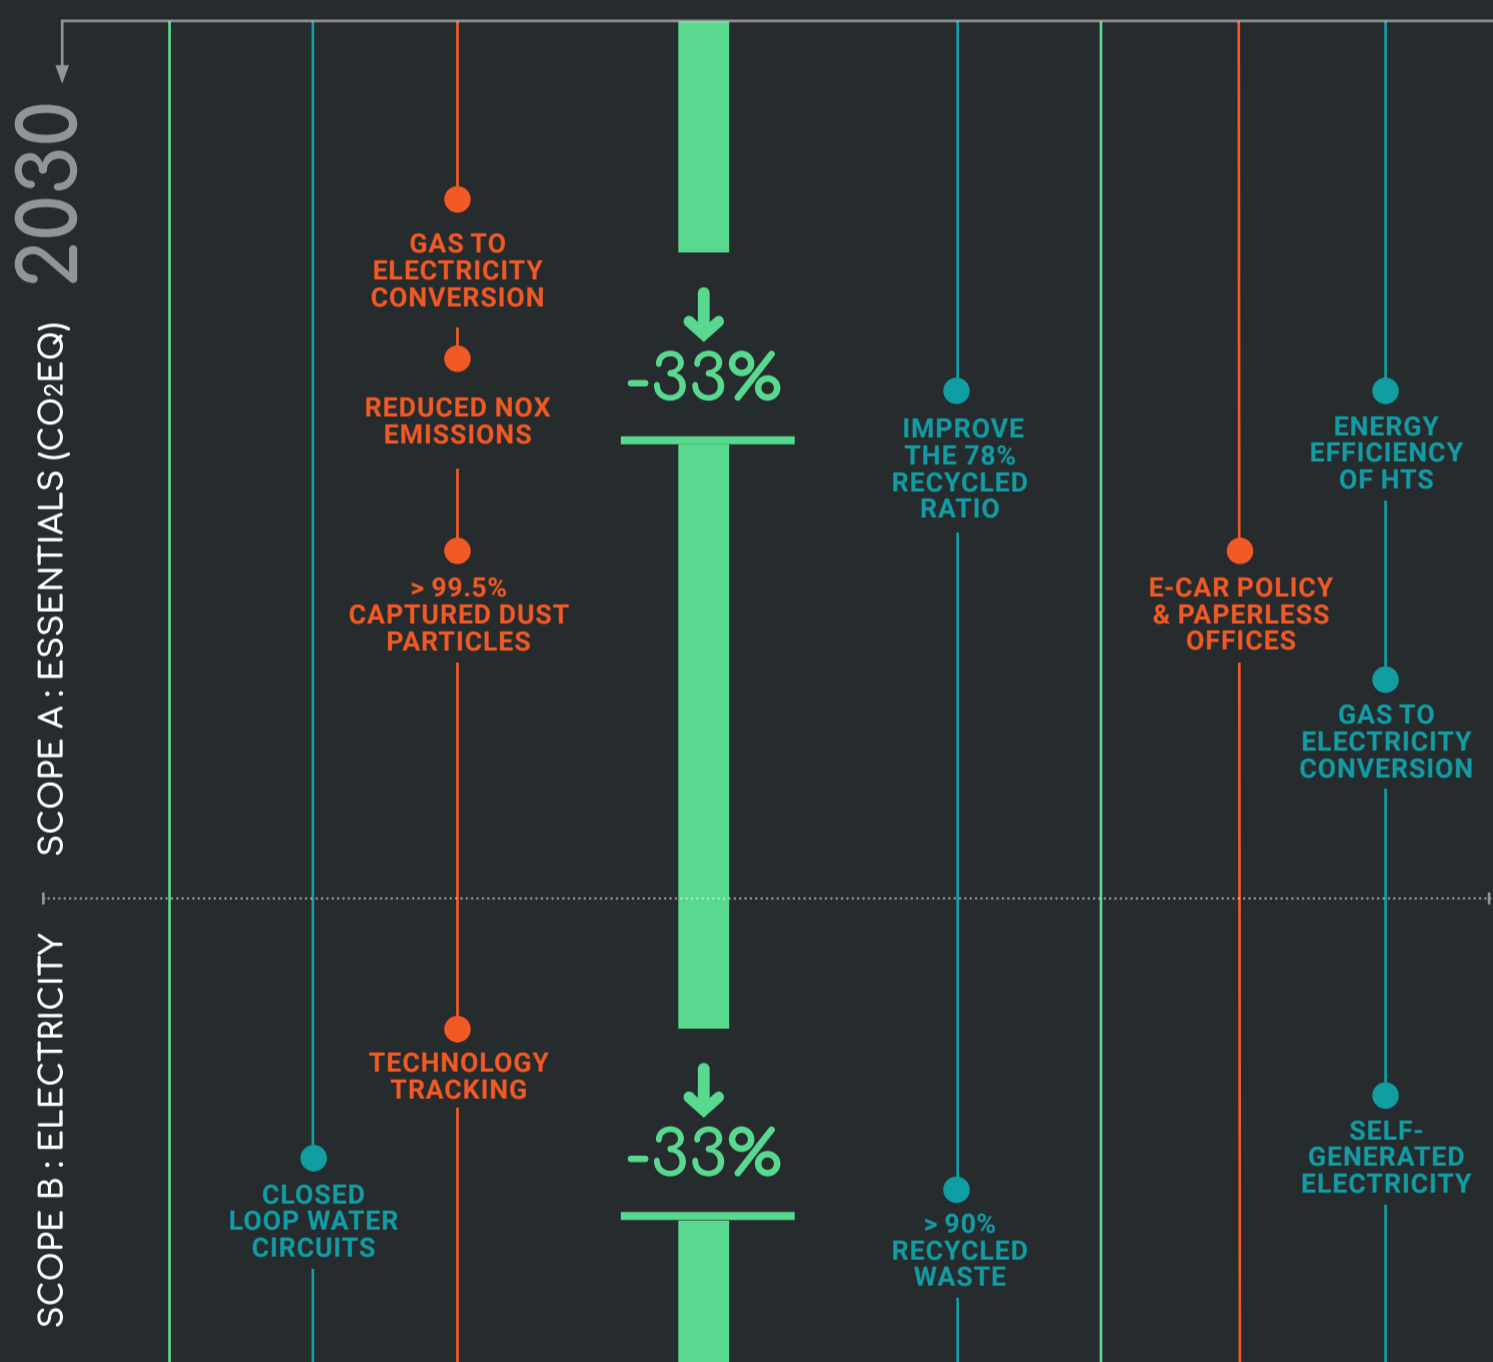 2030
SCOPE A : ESSENTIALS (CO2EQ)
GAS TO
ELECTRICITY
CONVERSION
REDUCED NOX
EMISSIONS
> 99.5%
CAPTURED DUST
PARTICLES
-33%
IMPROVE
THE 78%
RECYCLED
RATIO
E-CAR POLICY
& PAPERLESS
OFFICES
ENERGY
EFFICIENCY
OF HTS
GAS TO
ELECTRICITY
CONVERSION
SCOPE B : ELECTRICITY
CLOSED
LOOP WATER
CIRCUITS
TECHNOLOGY
TRACKING
-33%
> 90%
RECYCLED
WASTE
SELF-
GENERATED
ELECTRICITY